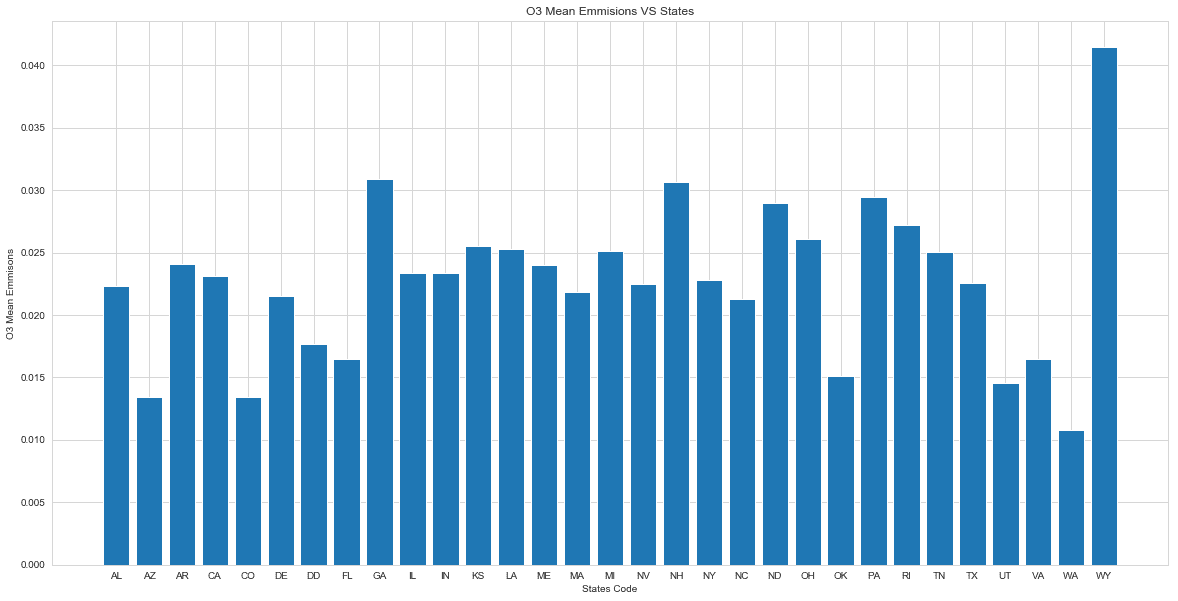 O3 Mean Emmisions VS States
O3 Mean Emmisons
0.040
0.035
0.030
0.025
0.020
0.015
0.010
0.005
0.000
AL AZ AR CA CO DE DD FL GA IL IN KS LA ME MA MI NV NH NY NC ND OH OK PA RI TN TX UT VA WA WY
States Code